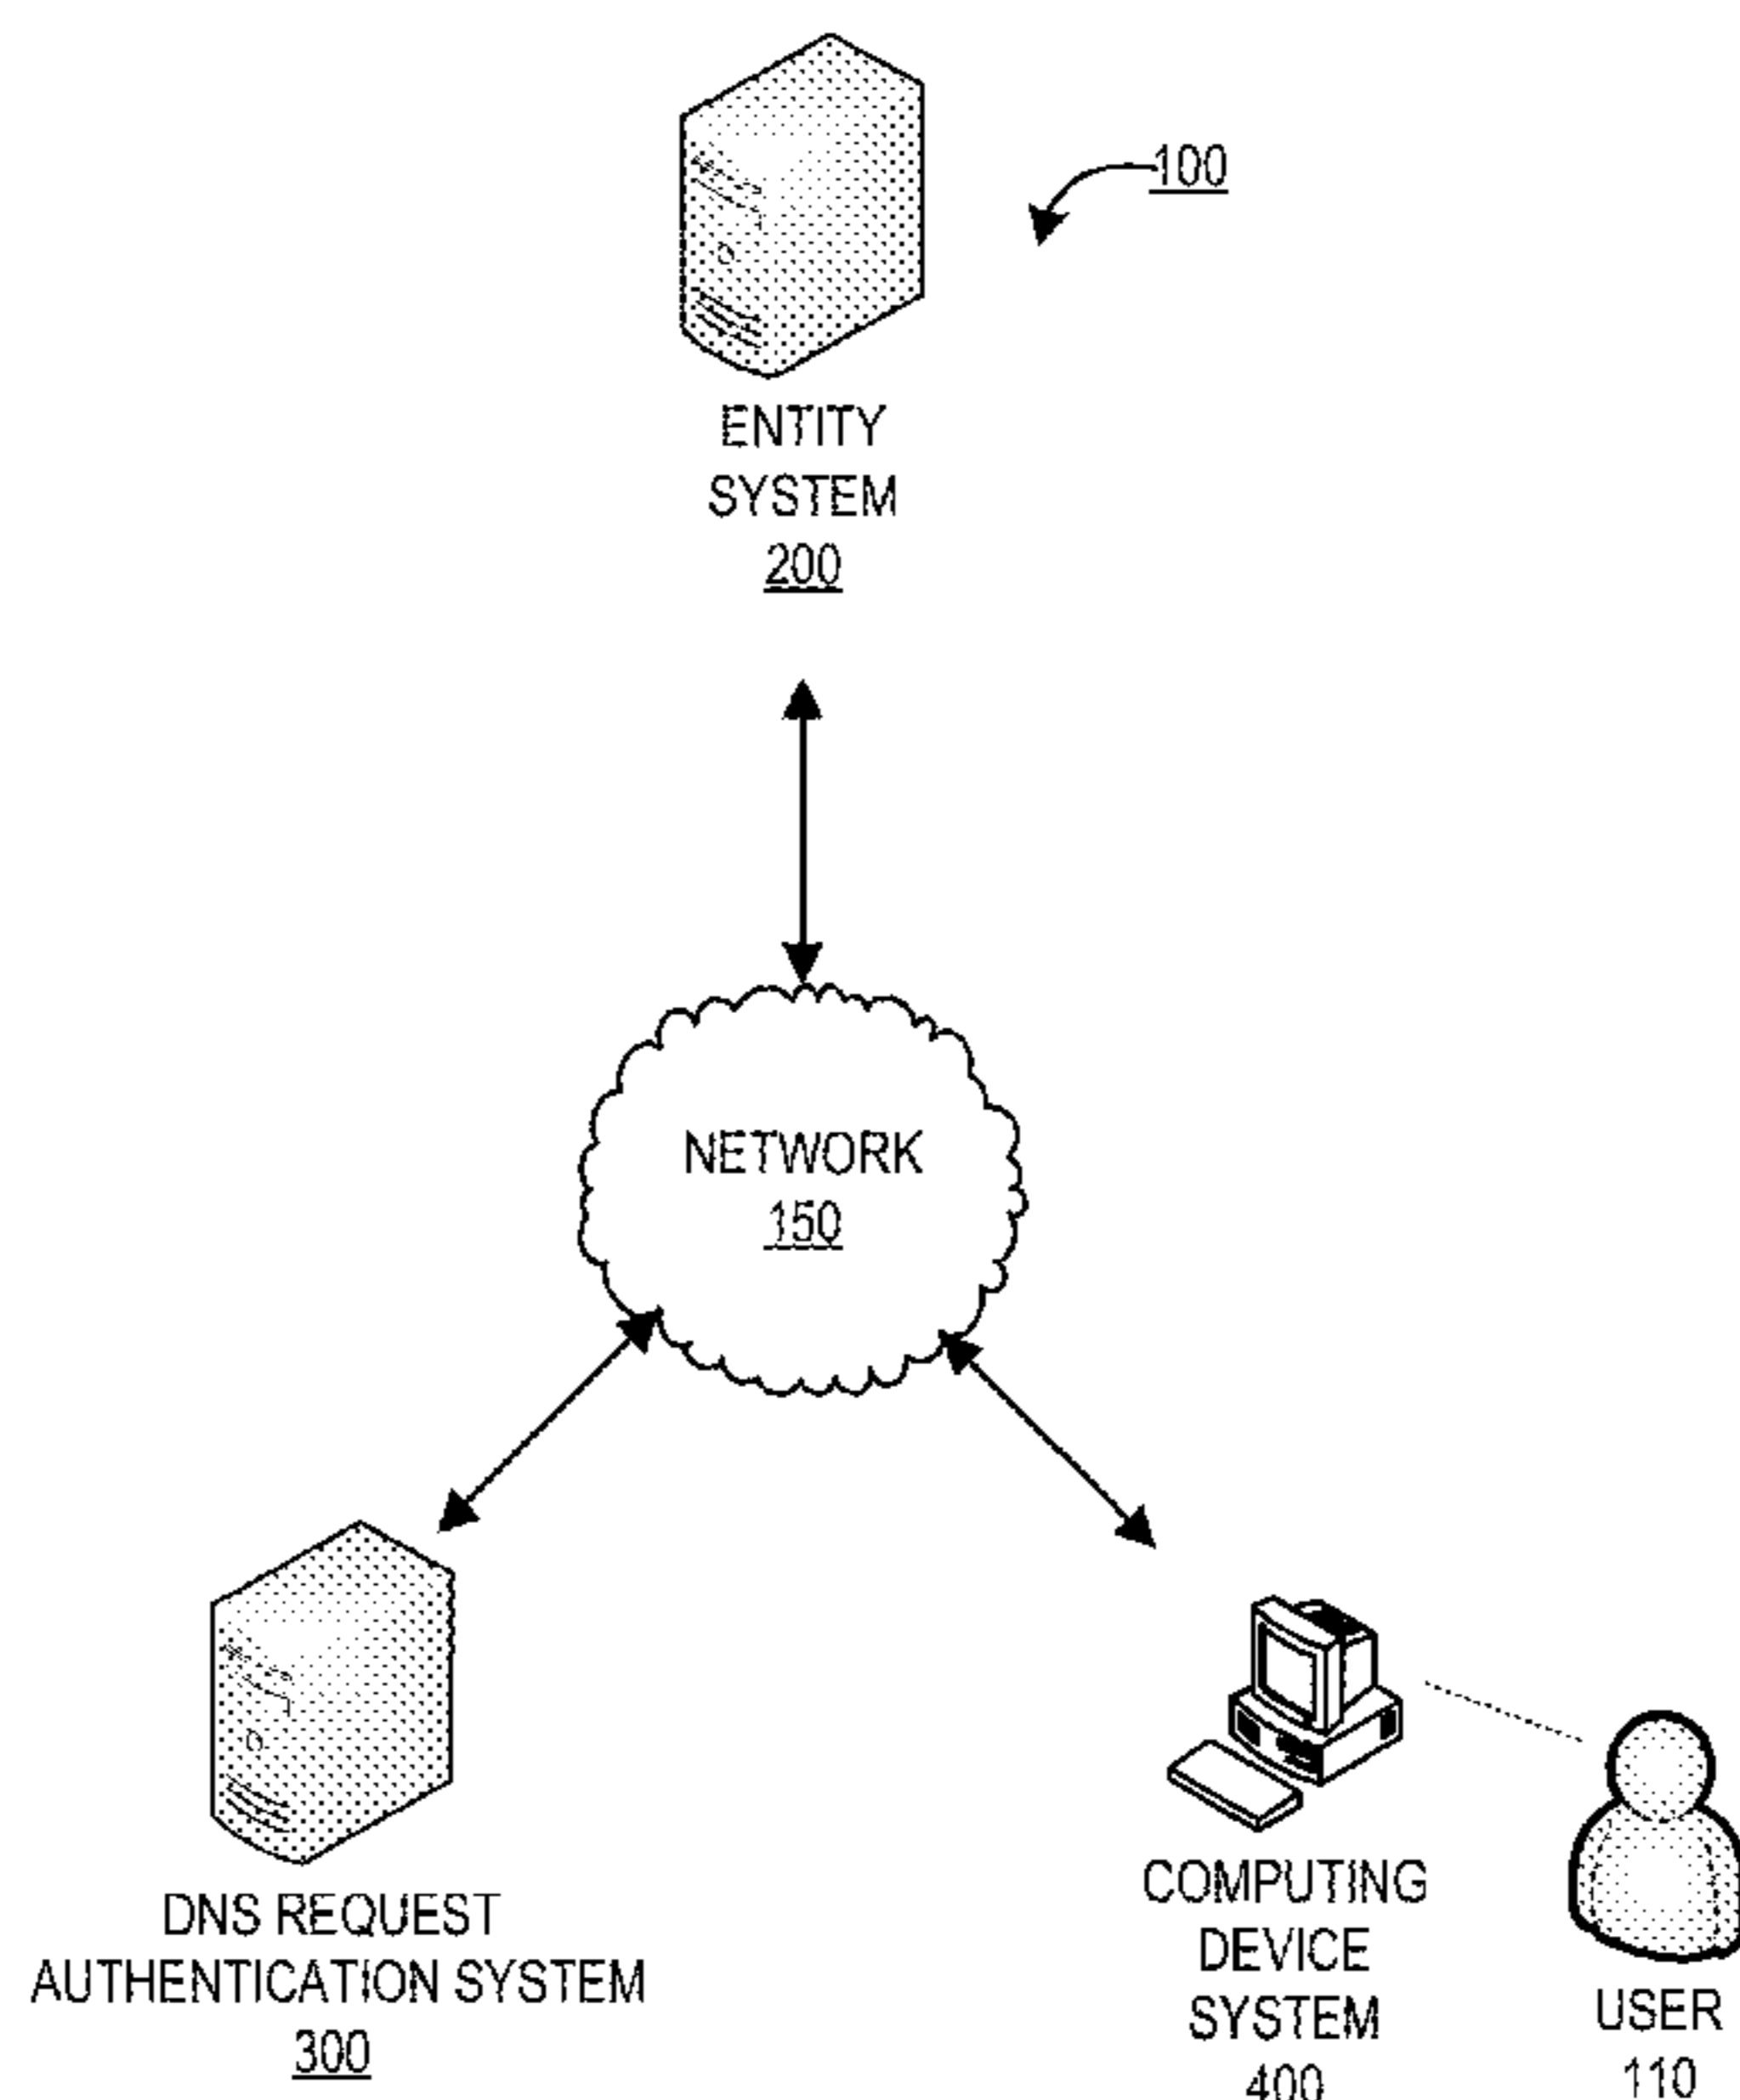 100
ENTITY
SYSTEM
200
NETWORK
150
DNS REQUEST
AUTHENTICATION SYSTEM
300
COMPUTING
DEVICE
SYSTEM
400
USER
110